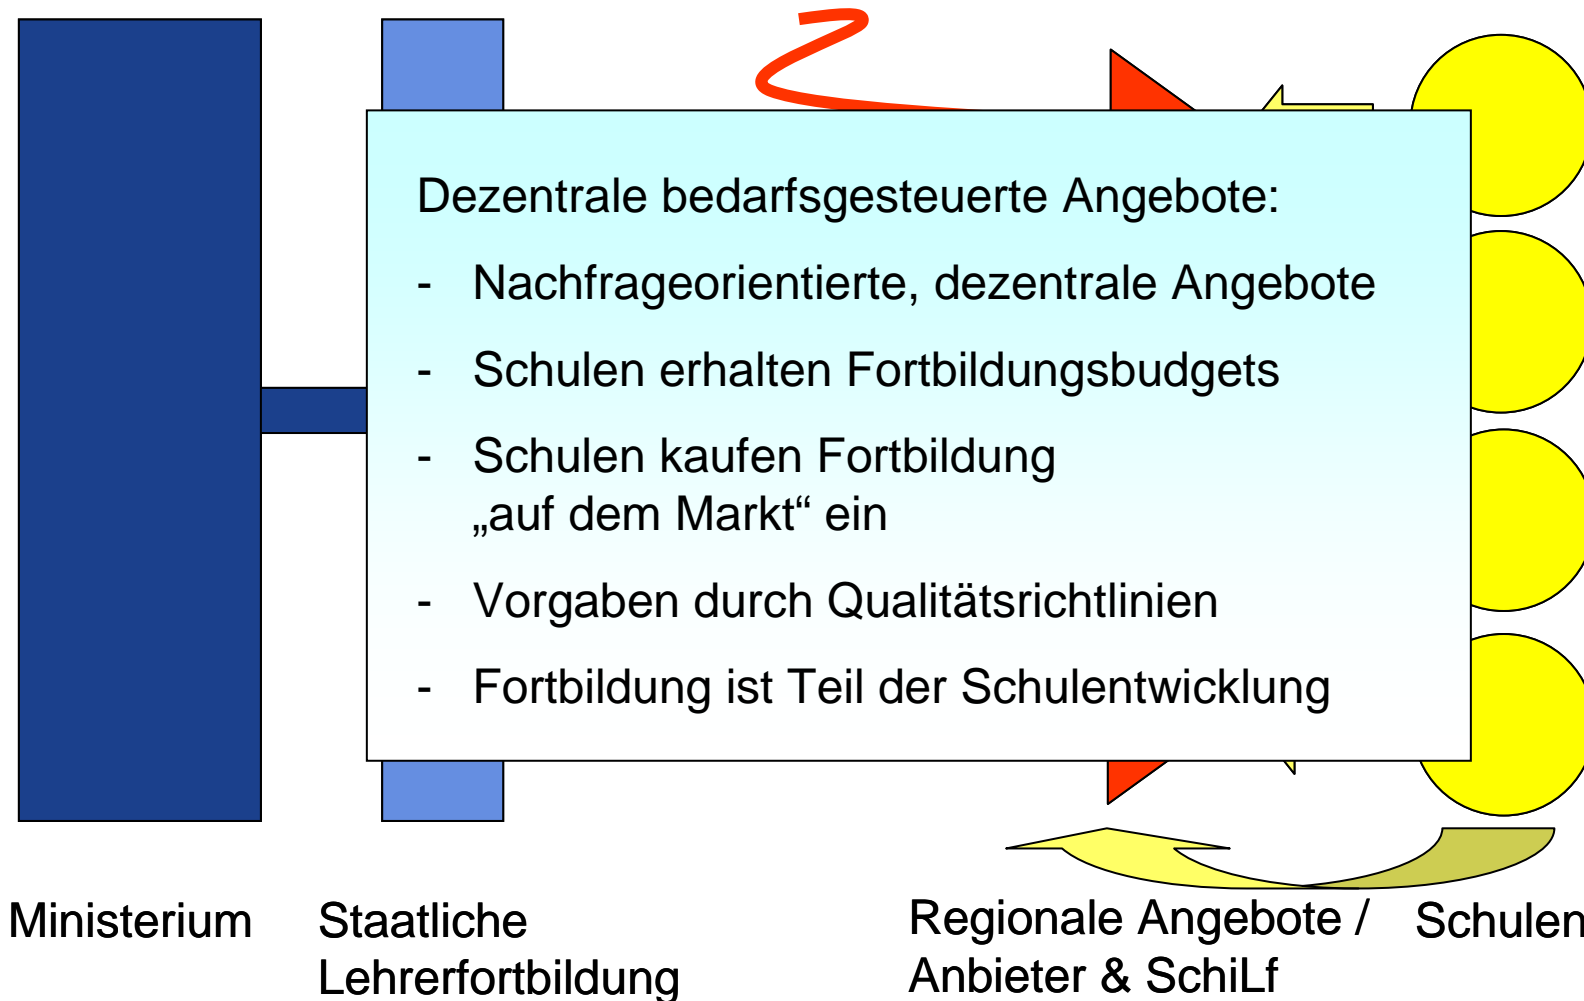 Dezentrale bedarfsgesteuerte Angebote:
- Nachfrageorientierte, dezentrale Angebote
- Schulen erhalten Fortbildungsbudgets
- Schulen kaufen Fortbildung
„auf dem Markt“ ein
- Vorgaben durch Qualitätsrichtlinien
- Fortbildung ist Teil der Schulentwicklung
Ministerium
Staatliche
Lehrerfortbildung
Regionale Angebote /
Anbieter & SchiLf
Schulen